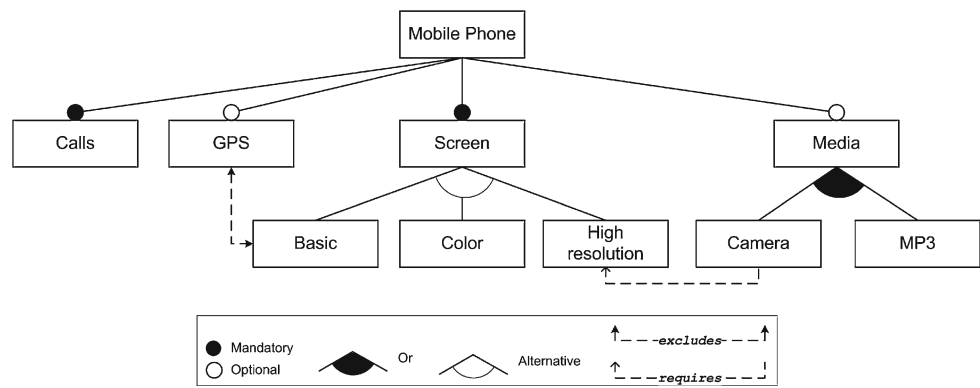 Mobile Phone
Calls
GPS
Screen
Media
Basic
Color
High
resolution
Camera
MP3
Mandatory
Optional
Or
Alternative
excludes
requires